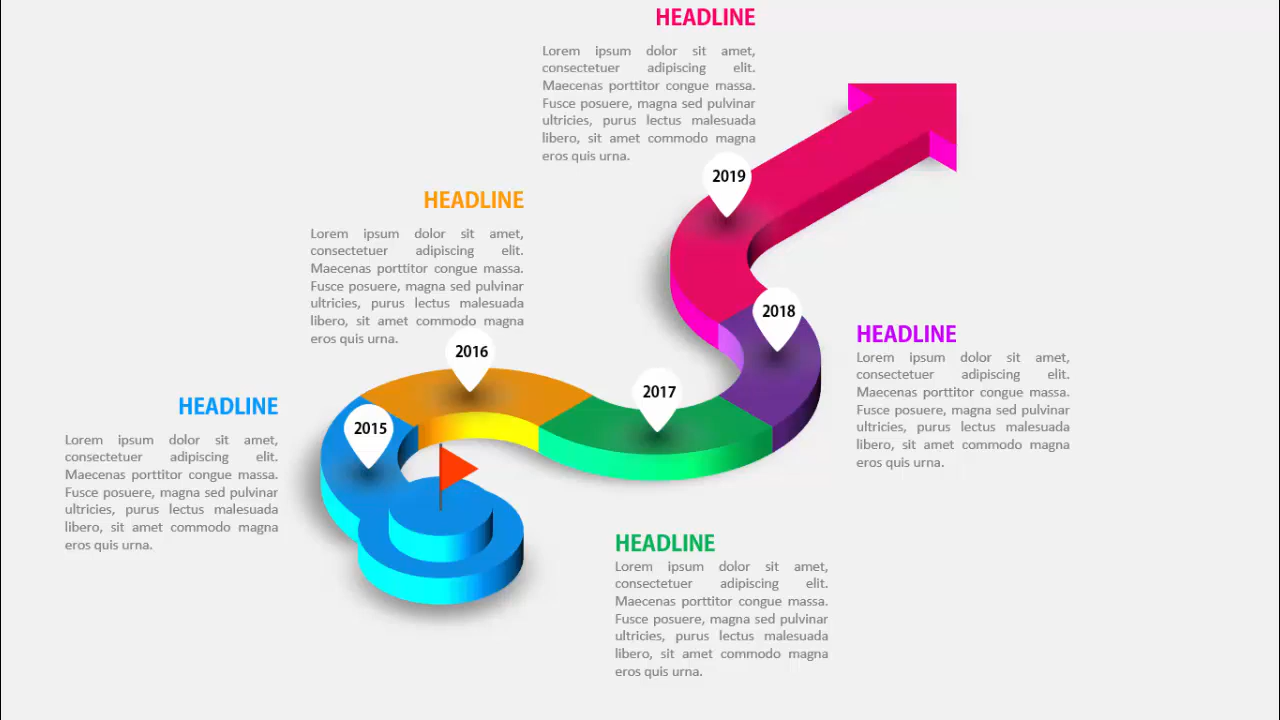 HEADLINE
Lorem ipsum dolor sit amet,
consectetuer adipiscing elit.
Maecenas porttitor congue massa.
Fusce posuere, magna sed pulvinar
ultricies, purus lectus malesuada
libero, sit amet commodo magna
eros quis urna.
2019
HEADLINE
Lorem ipsum dolor sit amet,
consectetuer adipiscing elit.
Maecenas porttitor congue massa.
Fusce posuere, magna sed pulvinar
ultricies, purus lectus malesuada
libero, sit amet commodo magna
eros quis urna.
2016
2018
HEADLINE
Lorem ipsum dolor sit amet,
consectetuer adipiscing elit.
Maecenas porttitor congue massa.
Fusce posuere, magna sed pulvinar
ultricies, purus lectus malesuada
libero, sit amet commodo magna
eros quis urna.
2017
HEADLINE
Lorem ipsum dolor sit amet,
consectetuer adipiscing elit.
Maecenas porttitor congue massa.
Fusce posuere, magna sed pulvinar
ultricies, purus lectus malesuada
libero, sit amet commodo magna
eros quis urna.
2015
HEADLINE
Lorem ipsum dolor sit amet,
consectetuer adipiscing elit.
Maecenas porttitor congue massa.
Fusce posuere, magna sed pulvinar
ultricies, purus lectus malesuada
libero, sit amet commodo magna
eros quis urna.